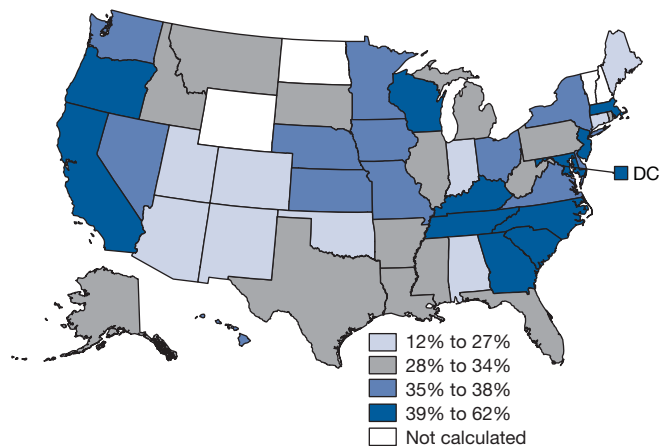 DC
12% to 27%
28% to 34%
35% to 38%
39% to 62%
Not calculated